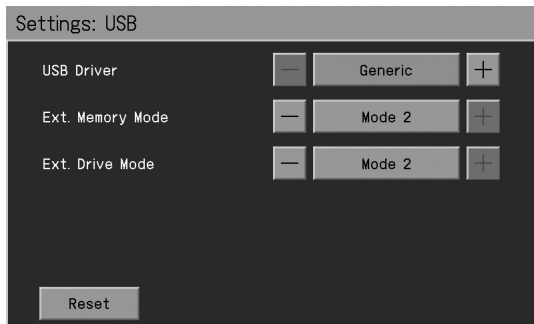 Settings: USB
USB Driver − Generic +
Ext. Memory Mode − Mode 2 +
Ext. Drive Mode − Mode 2 +
Reset